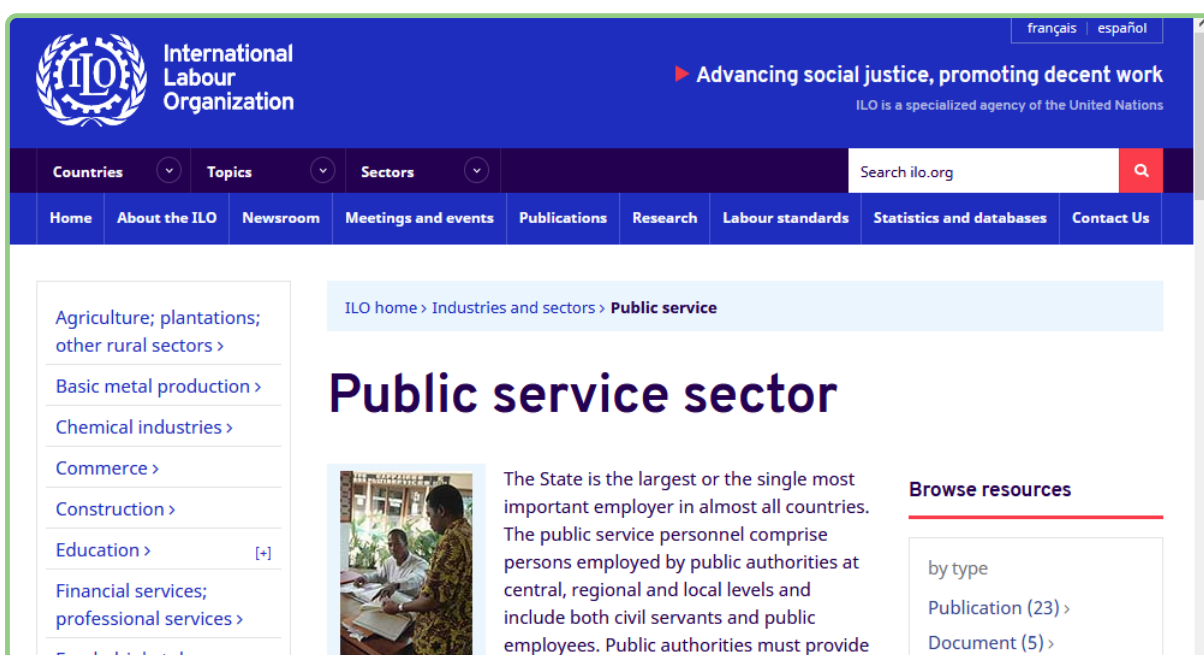 français | español
International
Labour
Organization
Advancing social justice, promoting decent work
ILO is a specialized agency of the United Nations
Countries
Topics
Sectors
Search ilo.org
Home
About the ILO
Newsroom
Meetings and events
Publications
Research
Labour standards
Statistics and databases
Contact Us
Agriculture; plantations;
other rural sectors >
Basic metal production >
Chemical industries >
Commerce >
Construction >
Education > [+]
Financial services;
professional services >
ILO home > Industries and sectors > Public service
Public service sector
The State is the largest or the single most
important employer in almost all countries.
The public service personnel comprise
persons employed by public authorities at
central, regional and local levels and
include both civil servants and public
employees. Public authorities must provide
Browse resources
by type
Publication (23) >
Document (5) >